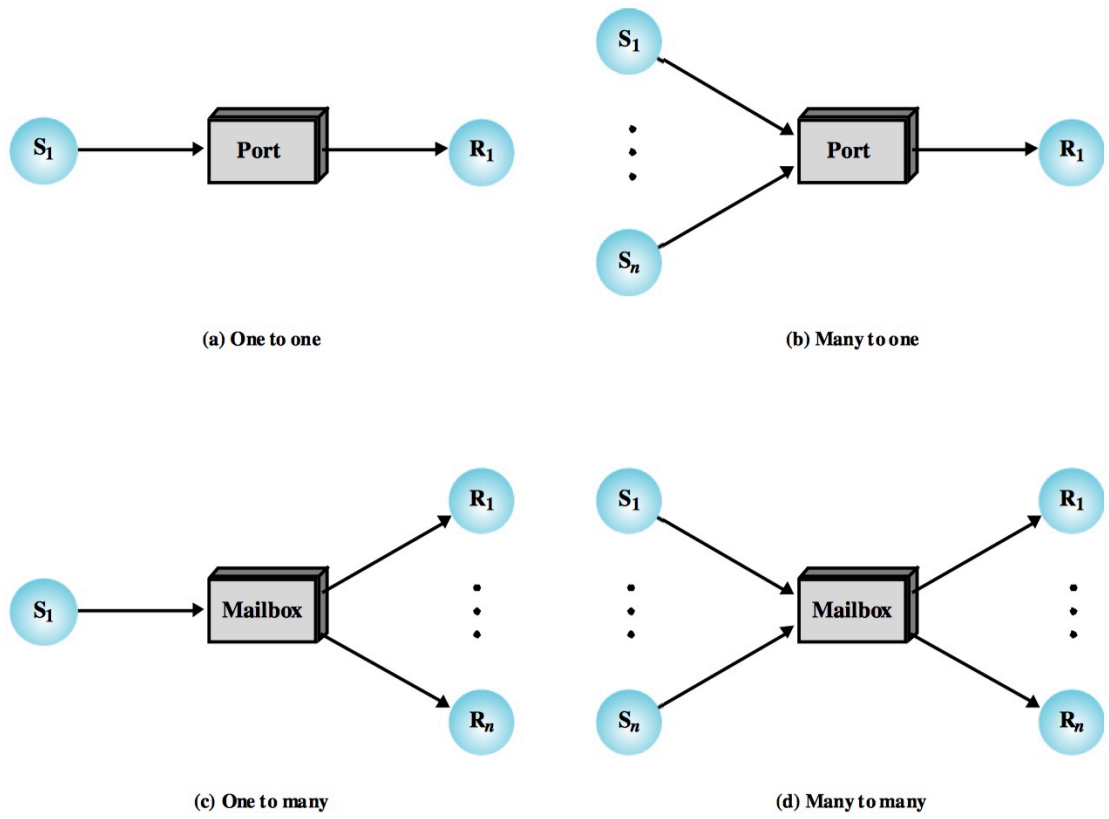 S1
Port
R1
(a) One to one
S1
Sn
Port
R1
(b) Many to one
S1
Mailbox
R1
Rn
(c) One to many
S1
Sn
Mailbox
R1
Rn
(d) Many to many